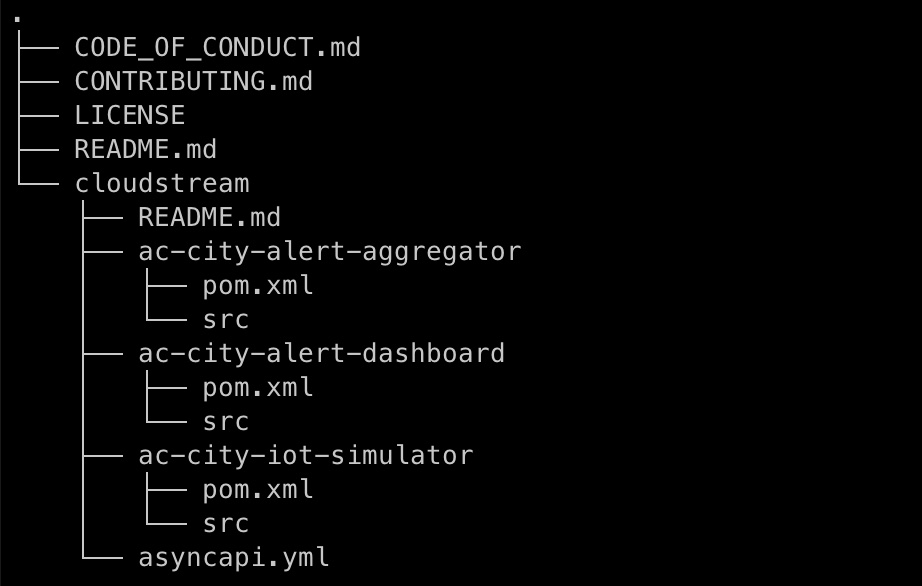 .
├── CODE_OF_CONDUCT.md
├── CONTRIBUTING.md
├── LICENSE
├── README.md
└── cloudstream
    ├── README.md
    ├── ac-city-alert-aggregator
    │   ├── pom.xml
    │   └── src
    ├── ac-city-alert-dashboard
    │   ├── pom.xml
    │   └── src
    ├── ac-city-iot-simulator
    │   ├── pom.xml
    │   └── src
    └── asyncapi.yml